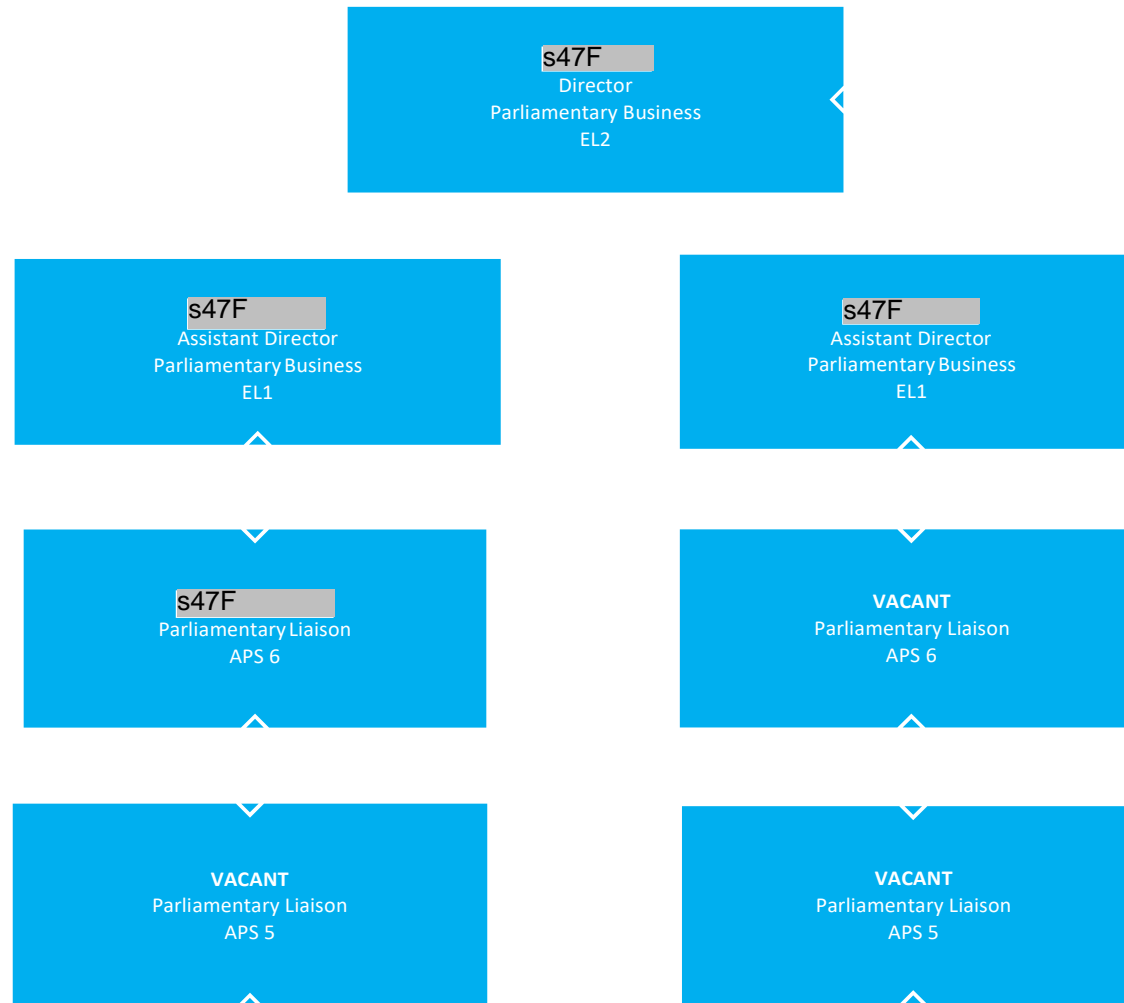 s47F
Director
Parliamentary Business
EL2
s47F
Assistant Director
Parliamentary Business
EL1
s47F
Assistant Director
Parliamentary Business
EL1
s47F
Parliamentary Liaison
APS 6
VACANT
Parliamentary Liaison
APS 6
VACANT
Parliamentary Liaison
APS 5
VACANT
Parliamentary Liaison
APS 5